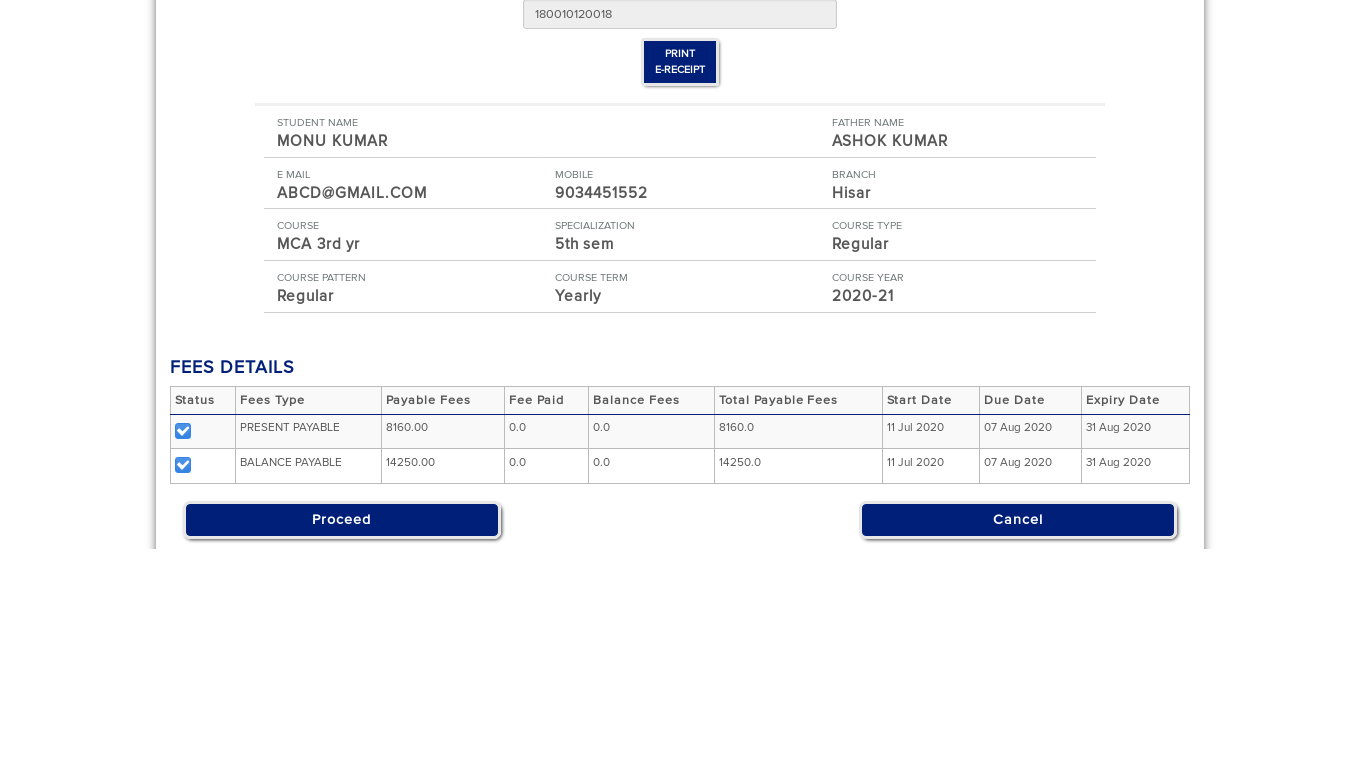 180010120018
PRINT
E-RECEIPT
STUDENT NAME FATHER NAME
MONU KUMAR ASHOK KUMAR
E MAIL MOBILE BRANCH
ABCD@GMAIL.COM 9034451552 Hisar
COURSE SPECIALIZATION COURSE TYPE
MCA 3rd yr 5th sem Regular
COURSE PATTERN COURSE TERM COURSE YEAR
Regular Yearly 2020-21
FEES DETAILS
Status Fees Type Payable Fees Fee Paid Balance Fees Total Payable Fees Start Date Due Date Expiry Date
PRESENT PAYABLE 8160.00 0.0 0.0 8160.0 11 Jul 2020 07 Aug 2020 31 Aug 2020
BALANCE PAYABLE 14250.00 0.0 0.0 14250.0 11 Jul 2020 07 Aug 2020 31 Aug 2020
Proceed Cancel